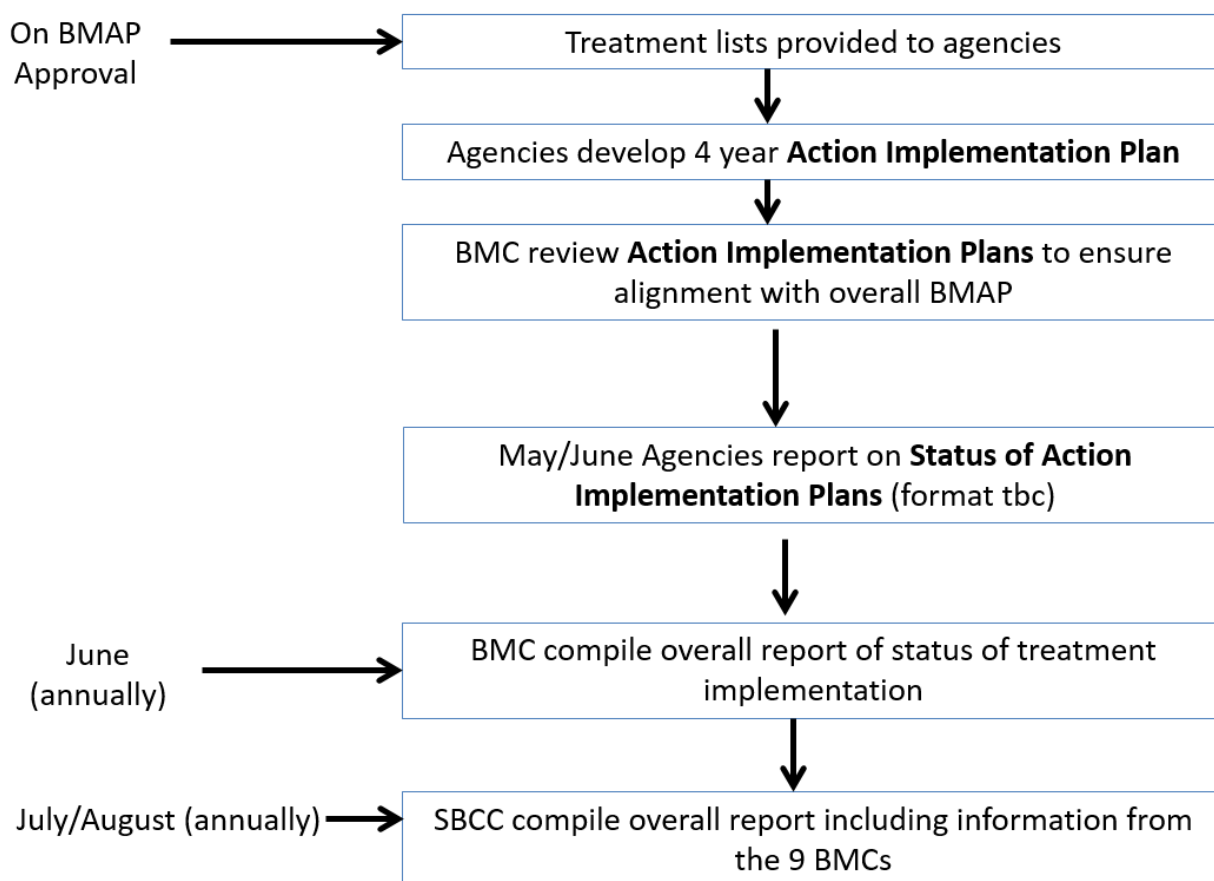 On BMAP
Approval
Treatment lists provided to agencies
Agencies develop 4 year Action Implementation Plan
BMC review Action Implementation Plans to ensure
alignment with overall BMAP
May/June Agencies report on Status of Action
Implementation Plans (format tbc)
June
(annually)
BMC compile overall report of status of treatment
implementation
July/August (annually)
SBCC compile overall report including information from
the 9 BMCs